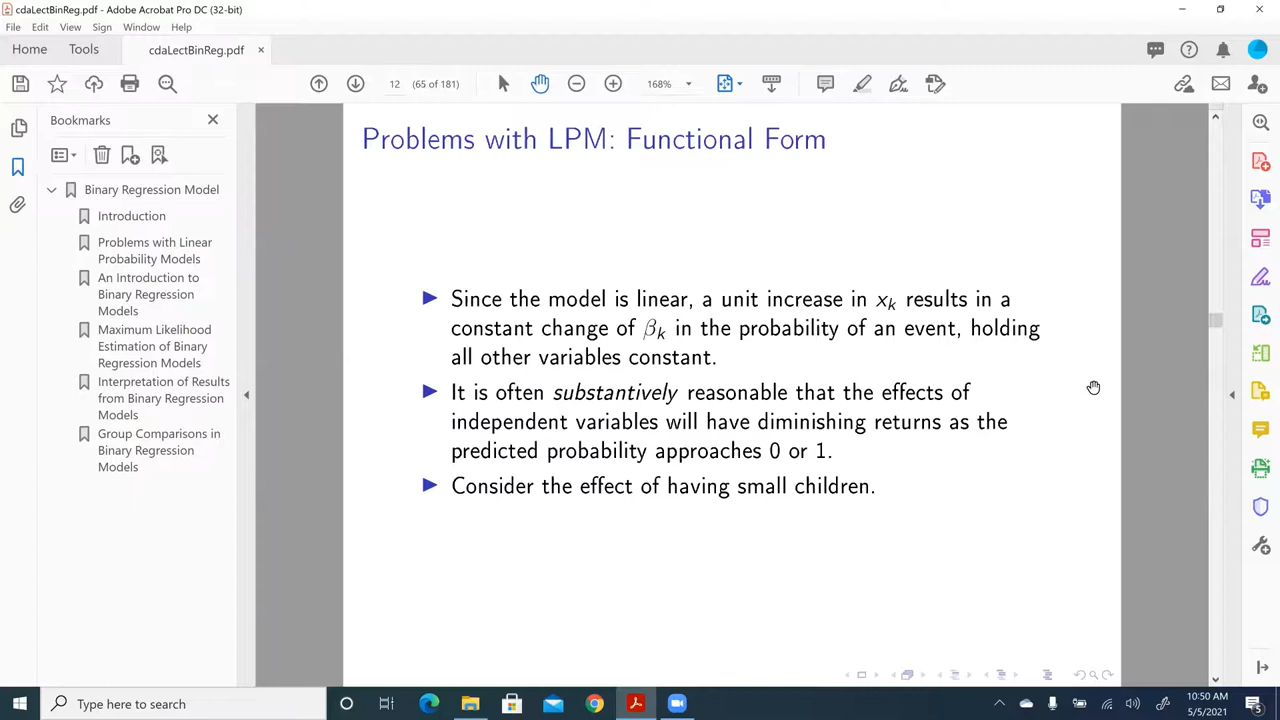 cdaLectBinReg.pdf - Adobe Acrobat Pro DC (32-bit)
File Edit View Sign Window Help
Home Tools cdaLectBinReg.pdf ×
12 (65 of 181) 168%
Bookmarks
Binary Regression Model
Introduction
Problems with Linear
Probability Models
An Introduction to
Binary Regression
Models
Maximum Likelihood
Estimation of Binary
Regression Models
Interpretation of Results
from Binary Regression
Models
Group Comparisons in
Binary Regression
Models
Problems with LPM: Functional Form
Since the model is linear, a unit increase in xk results in a
constant change of βk in the probability of an event, holding
all other variables constant.
It is often substantively reasonable that the effects of
independent variables will have diminishing returns as the
predicted probability approaches 0 or 1.
Consider the effect of having small children.
Type here to search
10:50 AM
5/5/2021
5